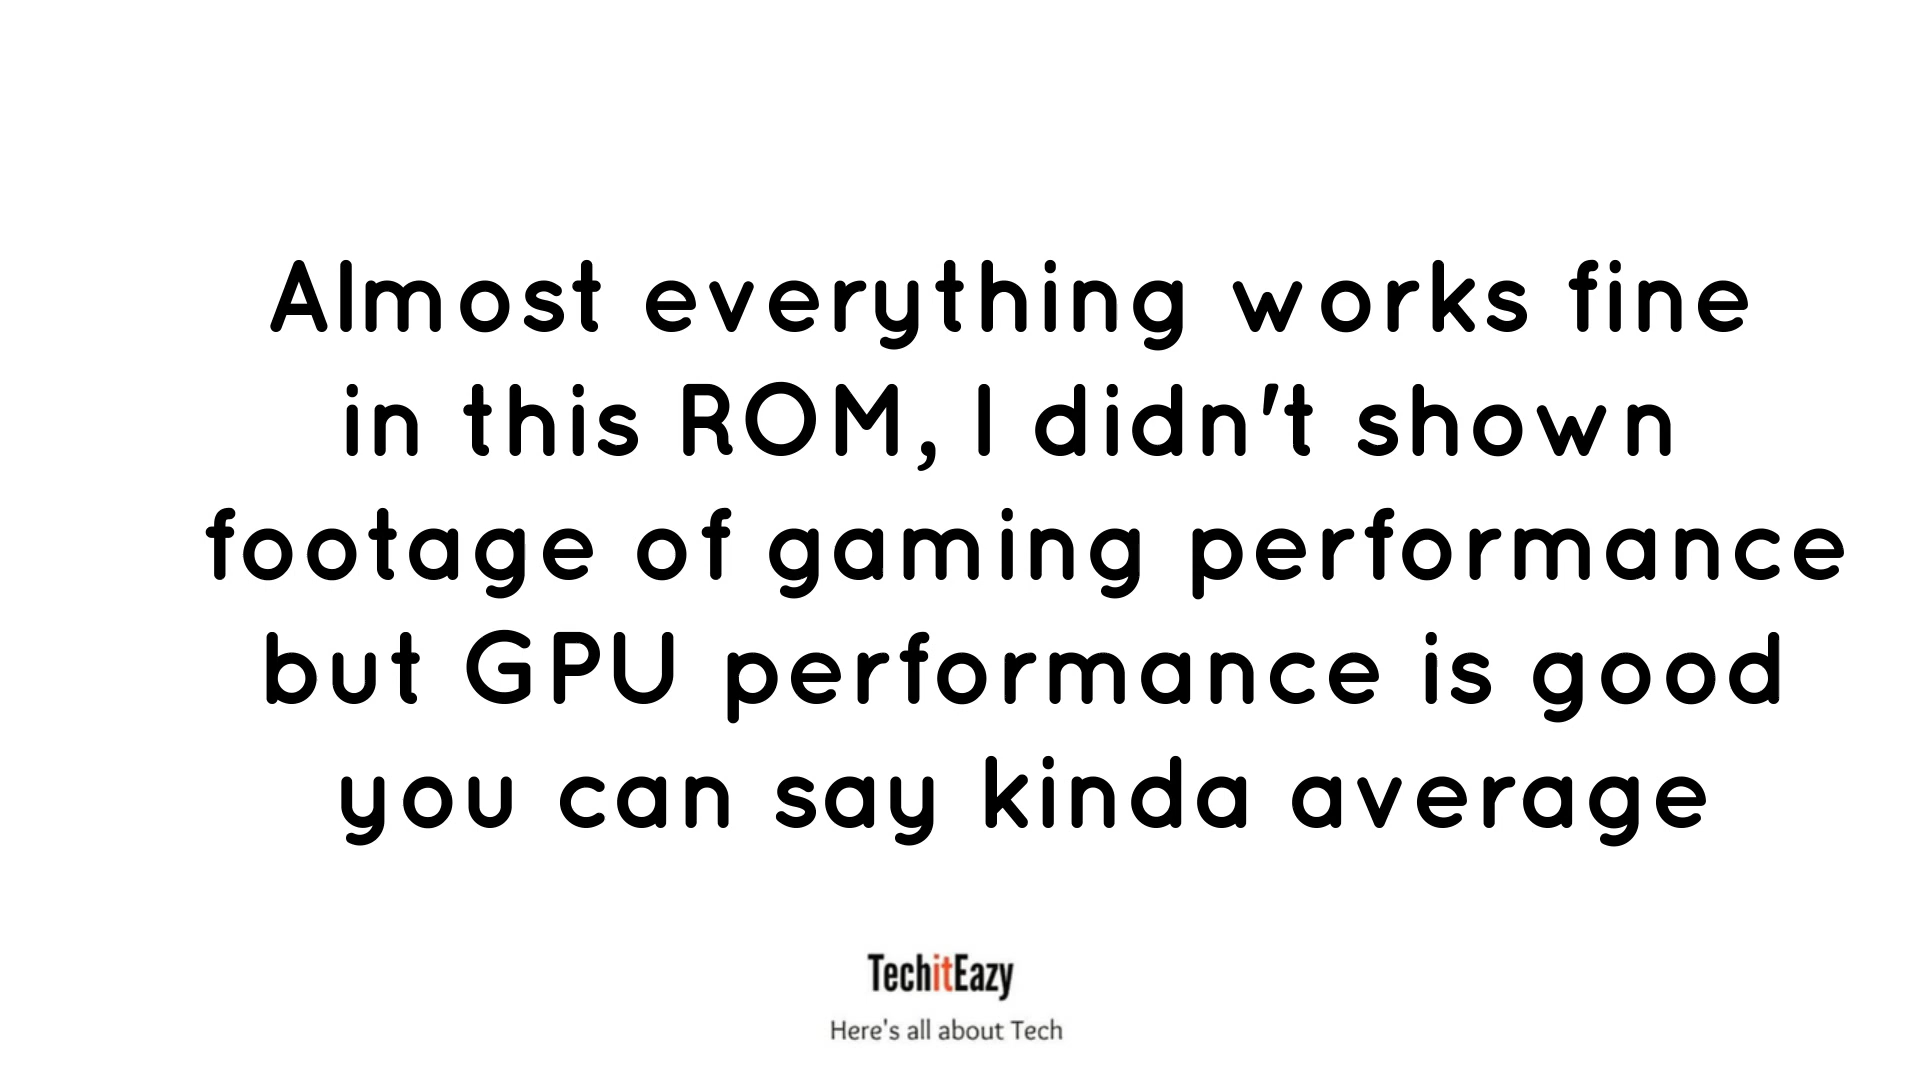 Almost everything works fine
in this ROM, I didn't shown
footage of gaming performance
but GPU performance is good
you can say kinda average
TechitEazy
Here's all about Tech